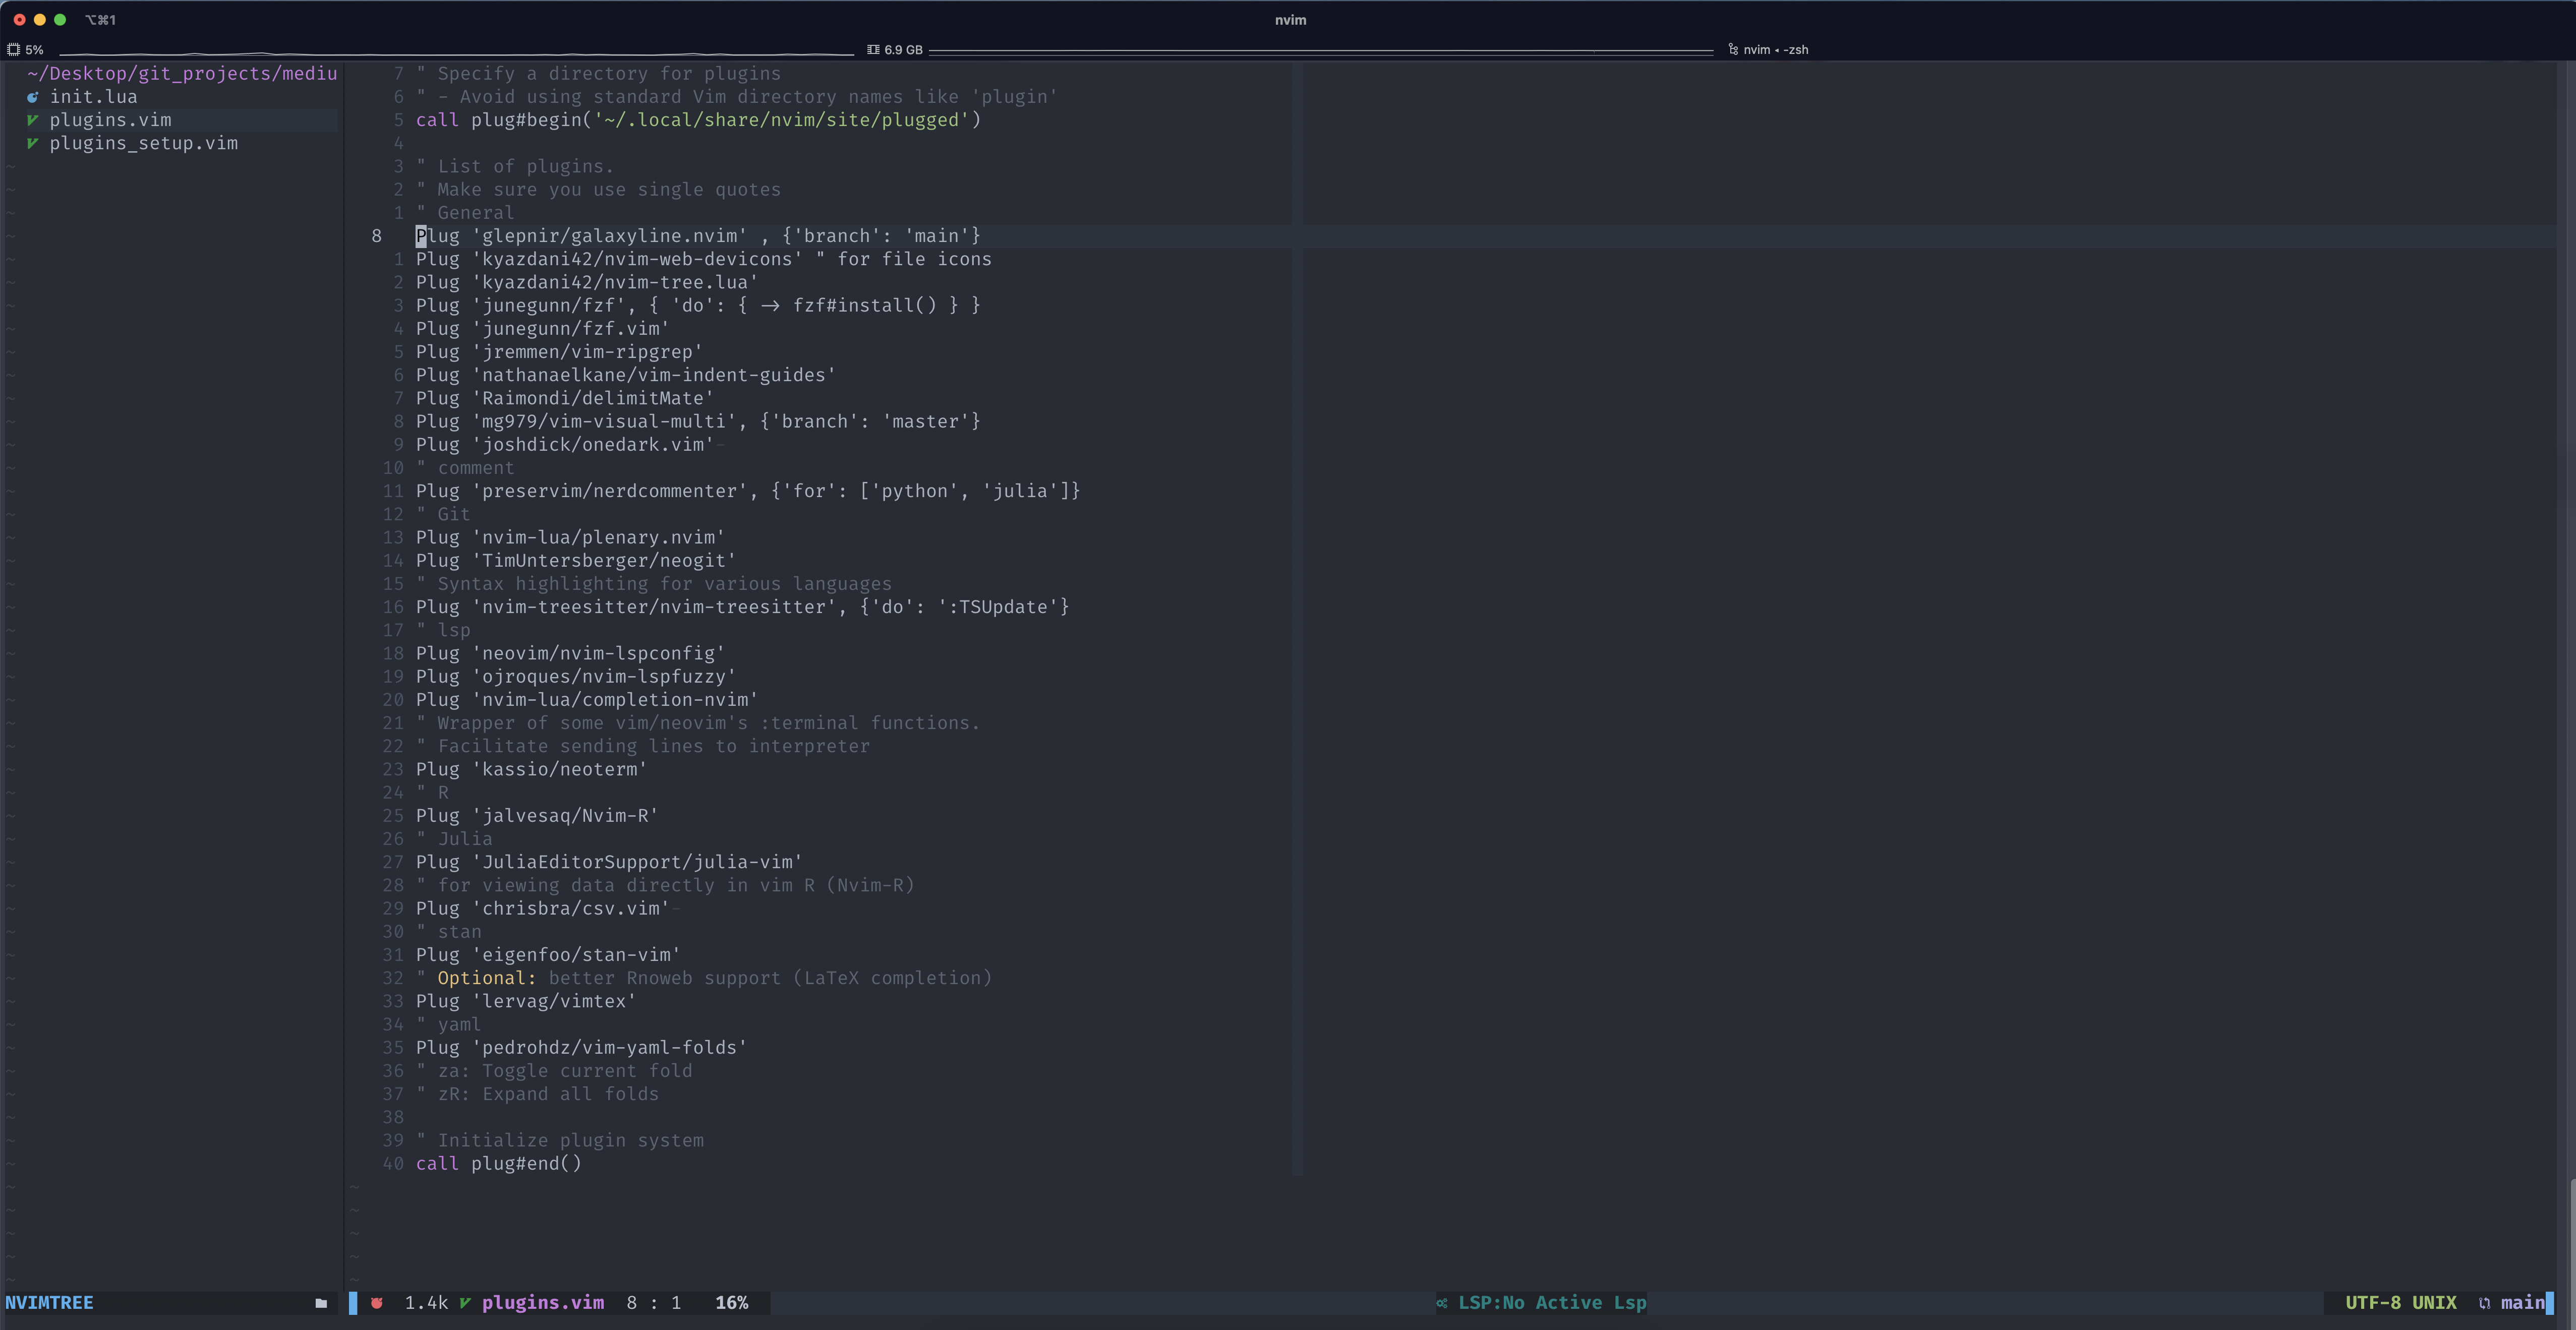 ⌥⌘1
nvim
5%
6.9 GB
nvim ◂ -zsh
~/Desktop/git_projects/mediu
init.lua
plugins.vim
plugins_setup.vim
7 " Specify a directory for plugins
6 " - Avoid using standard Vim directory names like 'plugin'
5 call plug#begin('~/.local/share/nvim/site/plugged')
4
3 " List of plugins.
2 " Make sure you use single quotes
1 " General
8 Plug 'glepnir/galaxyline.nvim' , {'branch': 'main'}
1 Plug 'kyazdani42/nvim-web-devicons' " for file icons
2 Plug 'kyazdani42/nvim-tree.lua'
3 Plug 'junegunn/fzf', { 'do': { -> fzf#install() } }
4 Plug 'junegunn/fzf.vim'
5 Plug 'jremmen/vim-ripgrep'
6 Plug 'nathanaelkane/vim-indent-guides'
7 Plug 'Raimondi/delimitMate'
8 Plug 'mg979/vim-visual-multi', {'branch': 'master'}
9 Plug 'joshdick/onedark.vim'-
10 " comment
11 Plug 'preservim/nerdcommenter', {'for': ['python', 'julia']}
12 " Git
13 Plug 'nvim-lua/plenary.nvim'
14 Plug 'TimUntersberger/neogit'
15 " Syntax highlighting for various languages
16 Plug 'nvim-treesitter/nvim-treesitter', {'do': ':TSUpdate'}
17 " lsp
18 Plug 'neovim/nvim-lspconfig'
19 Plug 'ojroques/nvim-lspfuzzy'
20 Plug 'nvim-lua/completion-nvim'
21 " Wrapper of some vim/neovim's :terminal functions.
22 " Facilitate sending lines to interpreter
23 Plug 'kassio/neoterm'
24 " R
25 Plug 'jalvesaq/Nvim-R'
26 " Julia
27 Plug 'JuliaEditorSupport/julia-vim'
28 " for viewing data directly in vim R (Nvim-R)
29 Plug 'chrisbra/csv.vim'-
30 " stan
31 Plug 'eigenfoo/stan-vim'
32 " Optional: better Rnoweb support (LaTeX completion)
33 Plug 'lervag/vimtex'
34 " yaml
35 Plug 'pedrohdz/vim-yaml-folds'
36 " za: Toggle current fold
37 " zR: Expand all folds
38
39 " Initialize plugin system
40 call plug#end()
NVIMTREE
1.4k plugins.vim 8 : 1 16%
LSP:No Active Lsp
UTF-8 UNIX main